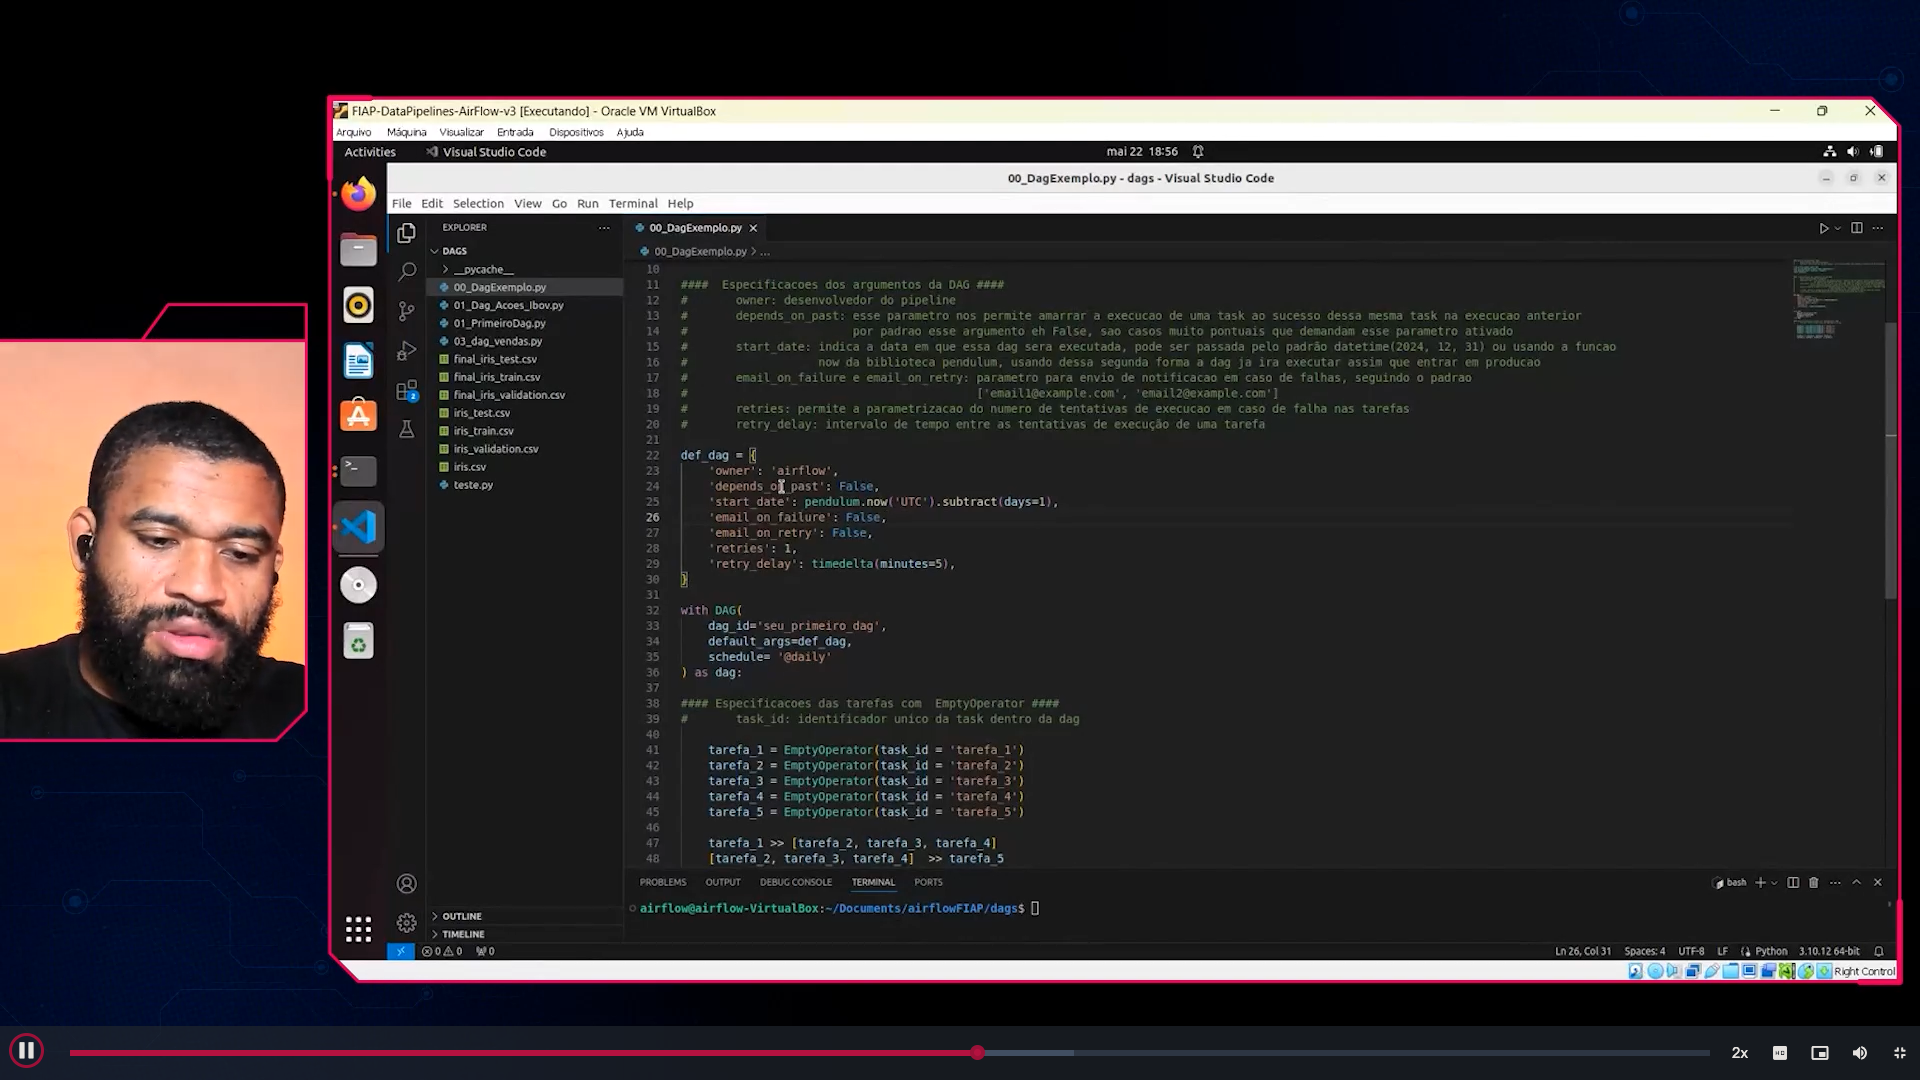 FIAP-DataPipelines-AirFlow-v3 [Executando] - Oracle VM VirtualBox
Arquivo Máquina Visualizar Entrada Dispositivos Ajuda
Activities Visual Studio Code mai 22 18:56
00_DagExemplo.py - dags - Visual Studio Code
File Edit Selection View Go Run Terminal Help
EXPLORER
DAGS
__pycache__
00_DagExemplo.py
01_Dag_Acoes_Ibov.py
01_PrimeiroDag.py
03_dag_vendas.py
final_iris_test.csv
final_iris_train.csv
final_iris_validation.csv
iris_test.csv
iris_train.csv
iris_validation.csv
iris.csv
teste.py
OUTLINE
TIMELINE
2
00_DagExemplo.py
00_DagExemplo.py > ...
10
11 #### Especificacoes dos argumentos da DAG ####
12 # owner: desenvolvedor do pipeline
13 # depends_on_past: esse parametro nos permite amarrar a execucao de uma task ao sucesso dessa mesma task na execucao anterior
14 # por padrao esse argumento eh False, sao casos muito pontuais que demandam esse parametro ativado
15 # start_date: indica a data em que essa dag sera executada, pode ser passada pelo padrão datetime(2024, 12, 31) ou usando a funcao
16 # now da biblioteca pendulum, usando dessa segunda forma a dag ja ira executar assim que entrar em producao
17 # email_on_failure e email_on_retry: parametro para envio de notificacao em caso de falhas, seguindo o padrao
18 # ['email1@example.com', 'email2@example.com']
19 # retries: permite a parametrizacao do numero de tentativas de execucao em caso de falha nas tarefas
20 # retry_delay: intervalo de tempo entre as tentativas de execução de uma tarefa
21
22 def_dag = {
23 'owner': 'airflow',
24 'depends_on_past': False,
25 'start_date': pendulum.now('UTC').subtract(days=1),
26 'email_on_failure': False,
27 'email_on_retry': False,
28 'retries': 1,
29 'retry_delay': timedelta(minutes=5),
30 }
31
32 with DAG(
33 dag_id='seu_primeiro_dag',
34 default_args=def_dag,
35 schedule= '@daily'
36 ) as dag:
37
38 #### Especificacoes das tarefas com EmptyOperator ####
39 # task_id: identificador unico da task dentro da dag
40
41 tarefa_1 = EmptyOperator(task_id = 'tarefa_1')
42 tarefa_2 = EmptyOperator(task_id = 'tarefa_2')
43 tarefa_3 = EmptyOperator(task_id = 'tarefa_3')
44 tarefa_4 = EmptyOperator(task_id = 'tarefa_4')
45 tarefa_5 = EmptyOperator(task_id = 'tarefa_5')
46
47 tarefa_1 >> [tarefa_2, tarefa_3, tarefa_4]
48 [tarefa_2, tarefa_3, tarefa_4] >> tarefa_5
PROBLEMS OUTPUT DEBUG CONSOLE TERMINAL PORTS bash
airflow@airflow-VirtualBox:~/Documents/airflowFIAP/dags$
0 0 0 Ln 26, Col 31 Spaces: 4 UTF-8 LF Python 3.10.12 64-bit
Right Control
2x HD